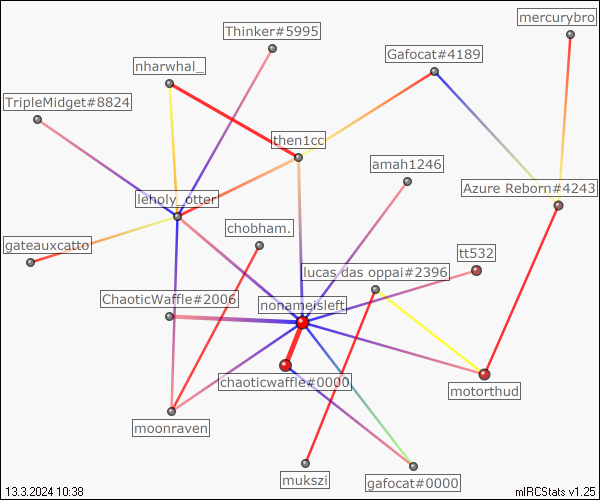 mercurybro
Thinker#5995
Gafocat#4189
nharwhal_
TripleMidget#8824
then1cc
amah1246
Azure Reborn#4243
leholy_otter
chobham.
gateauxcatto
tt532
lucas das oppai#2396
ChaoticWaffle#2006
nonameisleft
chaoticwaffle#0000
motorthud
moonraven
mukszi
gafocat#0000
13.3.2024 10:38
mIRCStats v1.25